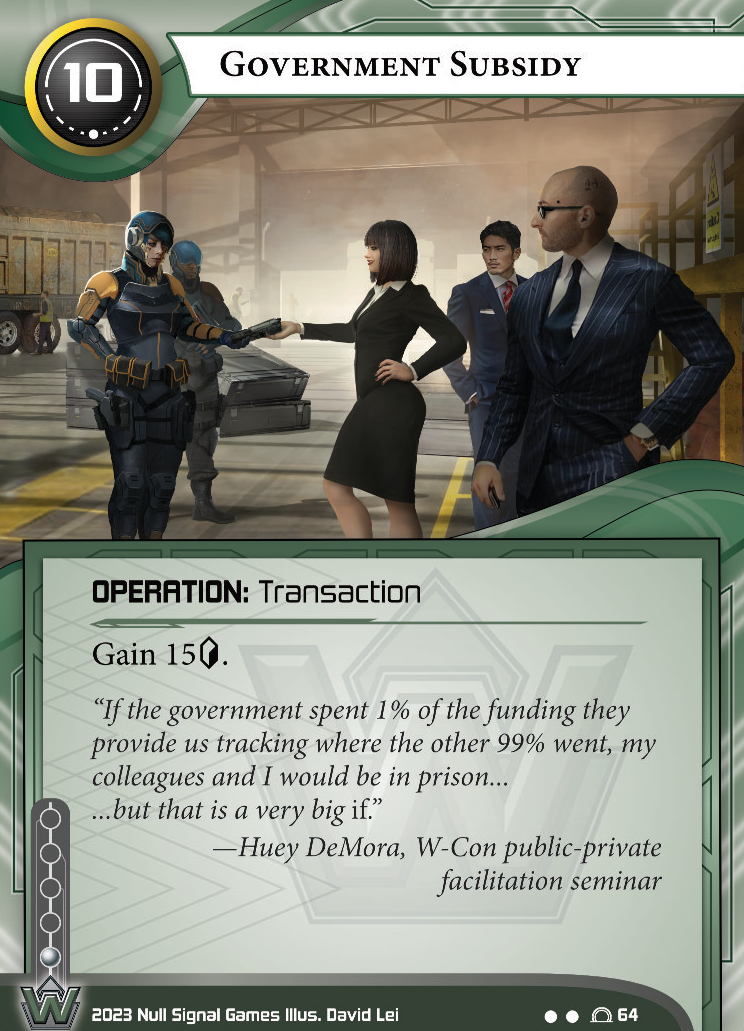 10
Government Subsidy
OPERATION: Transaction
Gain 15.
“If the government spent 1% of the funding they
provide us tracking where the other 99% went, my
colleagues and I would be in prison...
...but that is a very big if.”
—Huey DeMora, W-Con public-private
facilitation seminar
W
2023 Null Signal Games Illus. David Lei
64